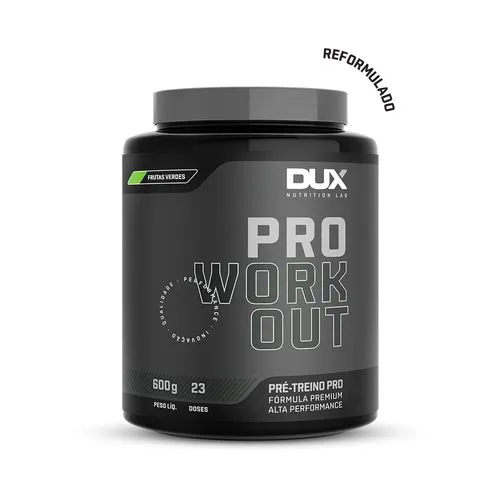 REFORMULADO
FRUTAS VERDES
DUX
NUTRITION LAB
PRO
WORK
OUT
QUALIDADE · PERFORMANCE · INOVAÇÃO ·
600g 23
PESO LÍQ. DOSES
PRÉ-TREINO PRO
FÓRMULA PREMIUM
ALTA PERFORMANCE